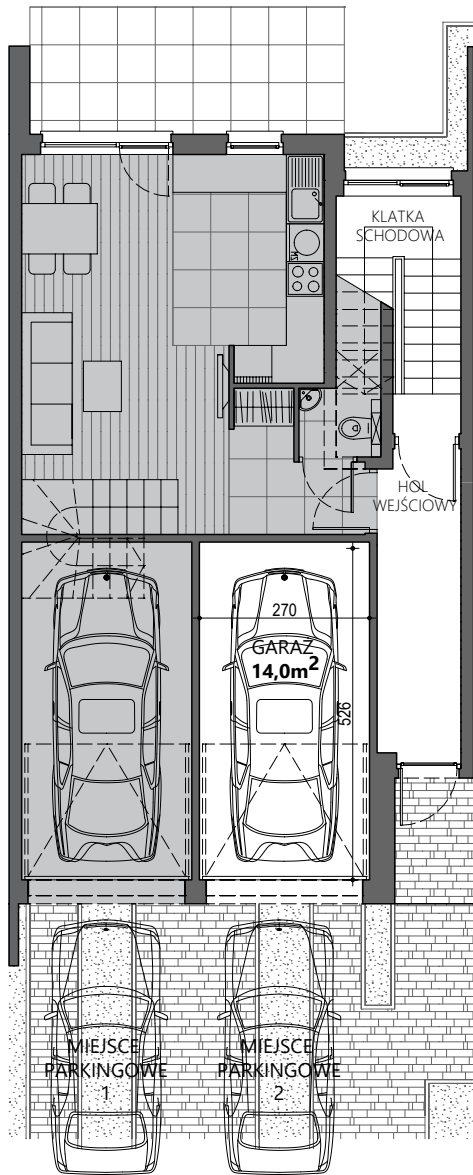 KLATKA
SCHODOWA
HOL
WEJŚCIOWY
270
GARAŻ
14,0m²
526
MIEJSCE
PARKINGOWE
1
MIEJSCE
PARKINGOWE
2